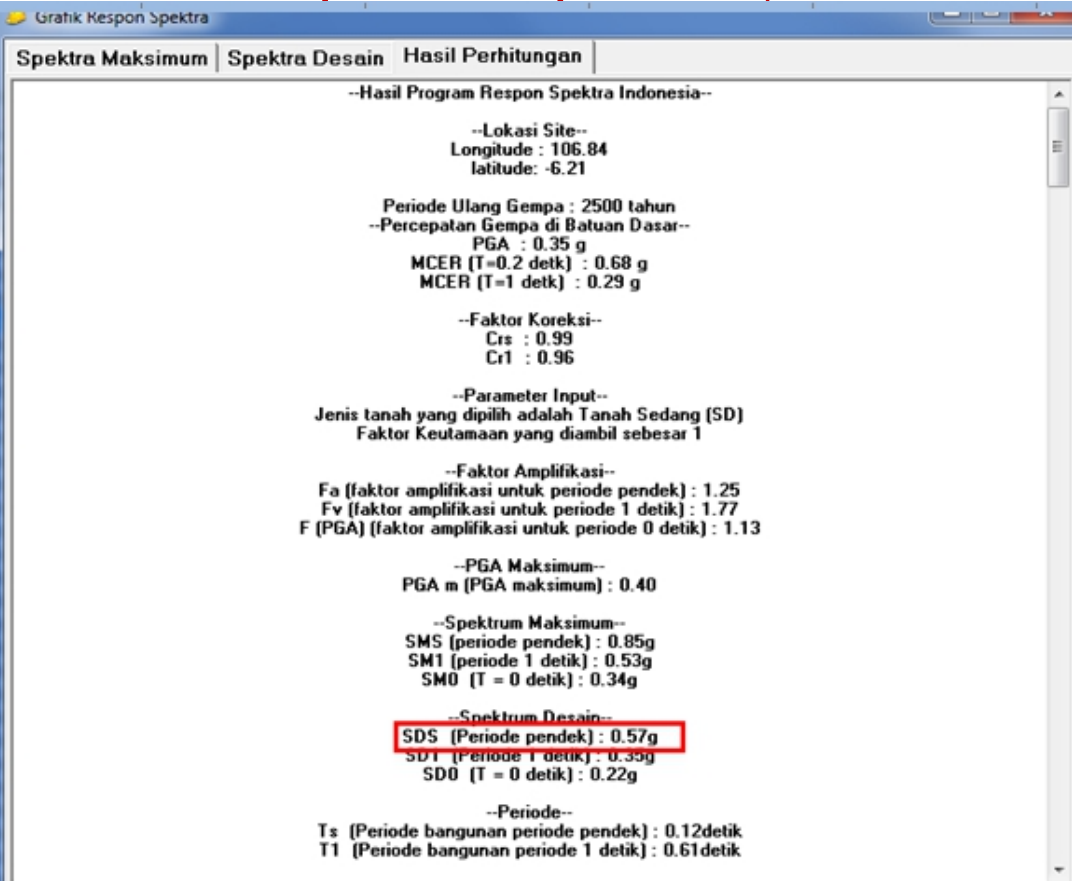 Grafik Respon Spektra
Spektra Maksimum
Spektra Desain
Hasil Perhitungan
--Hasil Program Respon Spektra Indonesia--
--Lokasi Site--
Longitude : 106.84
latitude: -6.21
Periode Ulang Gempa : 2500 tahun
--Percepatan Gempa di Batuan Dasar--
PGA : 0.35 g
MCER (T=0.2 detk) : 0.68 g
MCER (T=1 detk) : 0.29 g
--Faktor Koreksi--
Crs : 0.99
Cr1 : 0.96
--Parameter Input--
Jenis tanah yang dipilih adalah Tanah Sedang (SD)
Faktor Keutamaan yang diambil sebesar 1
--Faktor Amplifikasi--
Fa (faktor amplifikasi untuk periode pendek) : 1.25
Fv (faktor amplifikasi untuk periode 1 detik) : 1.77
F (PGA) (faktor amplifikasi untuk periode 0 detik) : 1.13
--PGA Maksimum--
PGA m (PGA maksimum) : 0.40
--Spektrum Maksimum--
SMS (periode pendek) : 0.85g
SM1 (periode 1 detik) : 0.53g
SM0 (T = 0 detik) : 0.34g
--Spektrum Desain--
SDS (Periode pendek) : 0.57g
SD1 (Periode 1 detik) : 0.35g
SD0 (T = 0 detik) : 0.22g
--Periode--
Ts (Periode bangunan periode pendek) : 0.12detik
T1 (Periode bangunan periode 1 detik) : 0.61detik